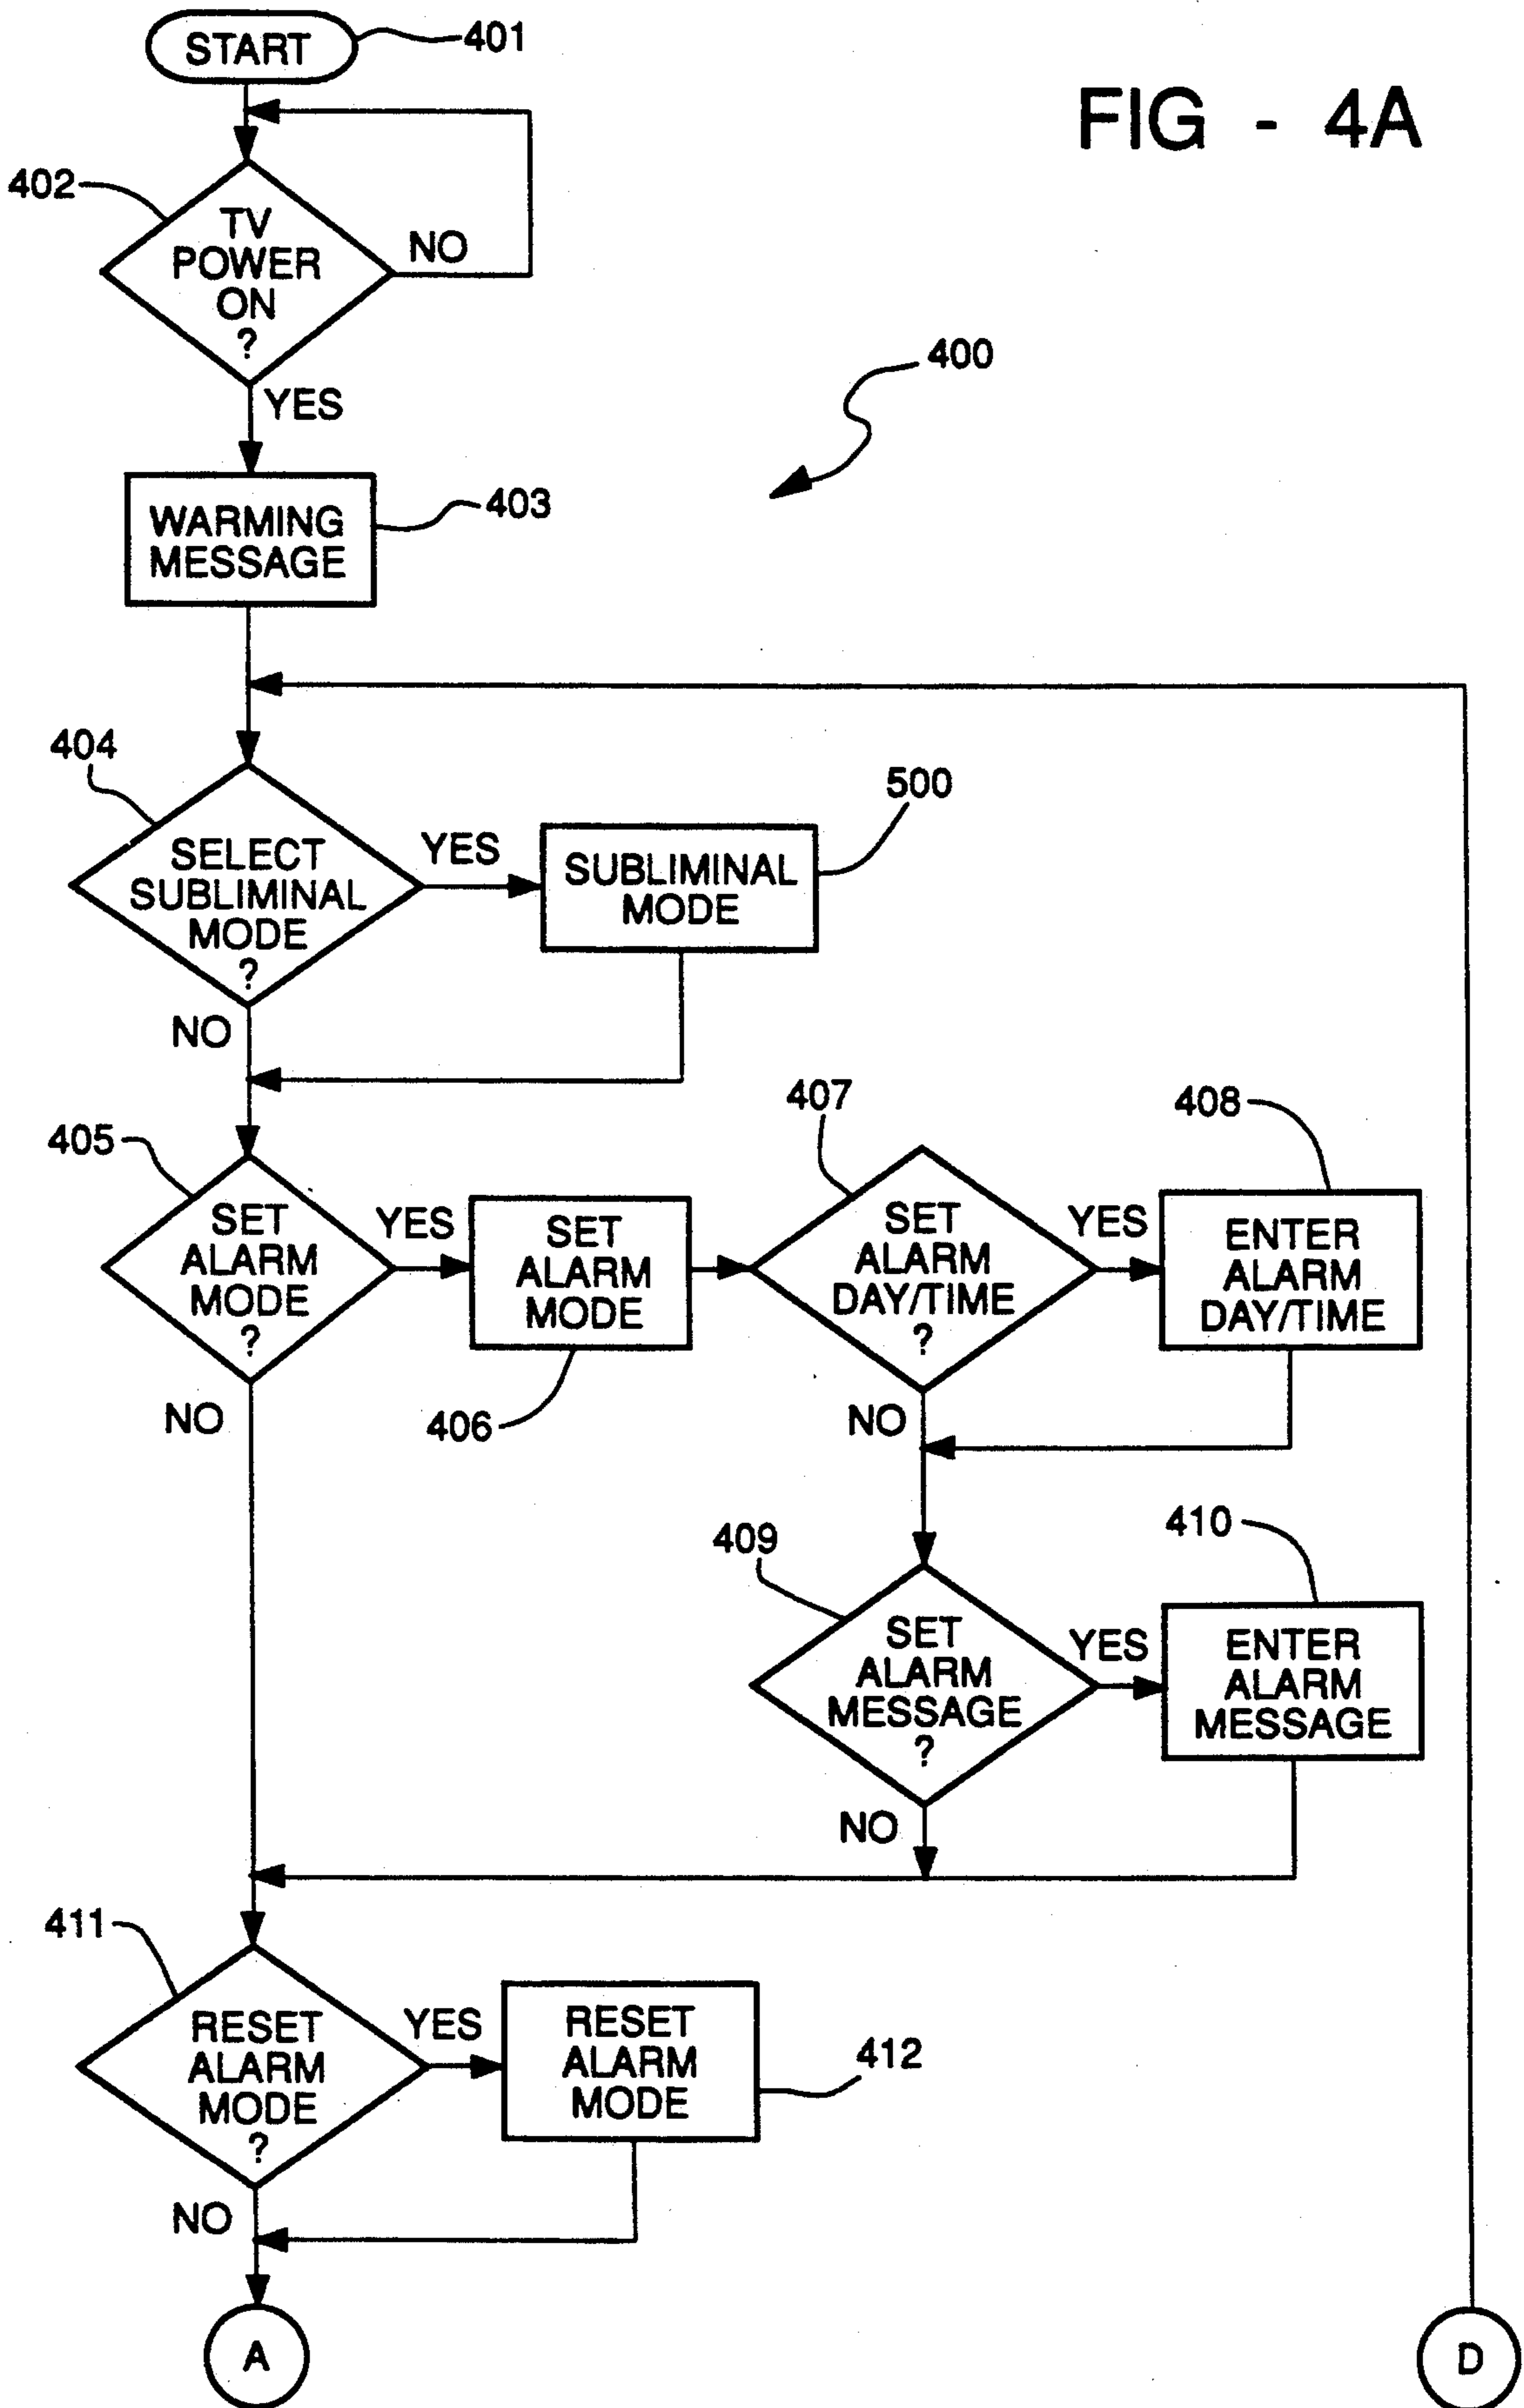 START
401
FIG - 4A
402
TV
POWER
ON
?
NO
YES
400
WARMING
MESSAGE
403
404
SELECT
SUBLIMINAL
MODE
?
YES
SUBLIMINAL
MODE
500
NO
405
SET
ALARM
MODE
?
YES
SET
ALARM
MODE
406
407
SET
ALARM
DAY/TIME
?
YES
ENTER
ALARM
DAY/TIME
408
NO
NO
409
SET
ALARM
MESSAGE
?
YES
ENTER
ALARM
MESSAGE
410
NO
411
RESET
ALARM
MODE
?
YES
RESET
ALARM
MODE
412
NO
A
D